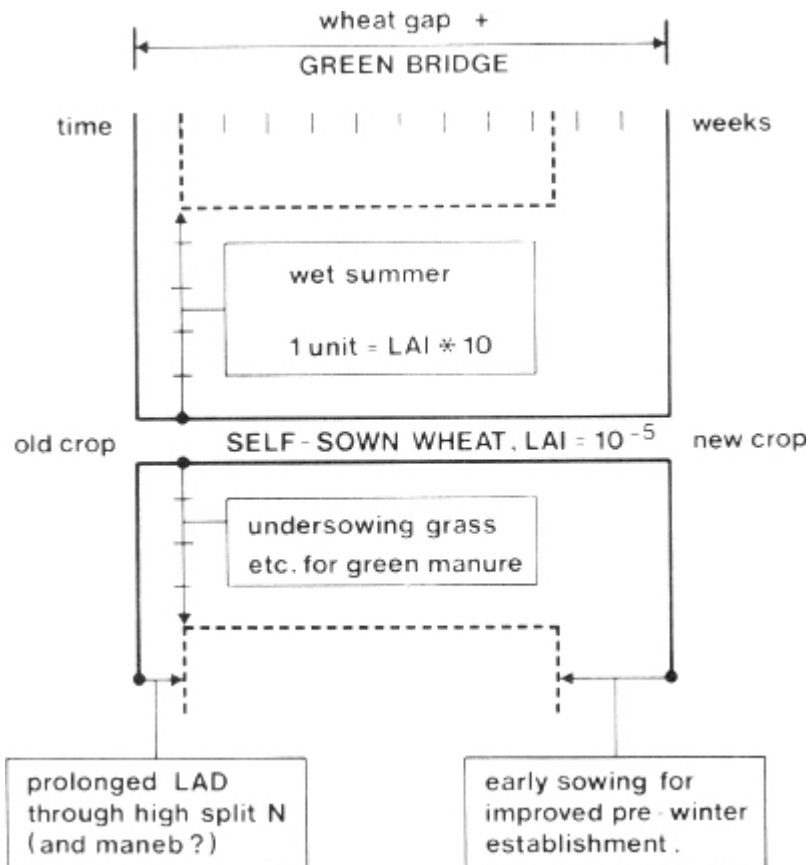 wheat gap +
GREEN BRIDGE
time
weeks
wet summer
1 unit = LAI * 10
old crop
SELF-SOWN WHEAT, LAI = 10⁻⁵
new crop
undersowing grass
etc. for green manure
prolonged LAD
through high split N
(and maneb?)
early sowing for
improved pre-winter
establishment.